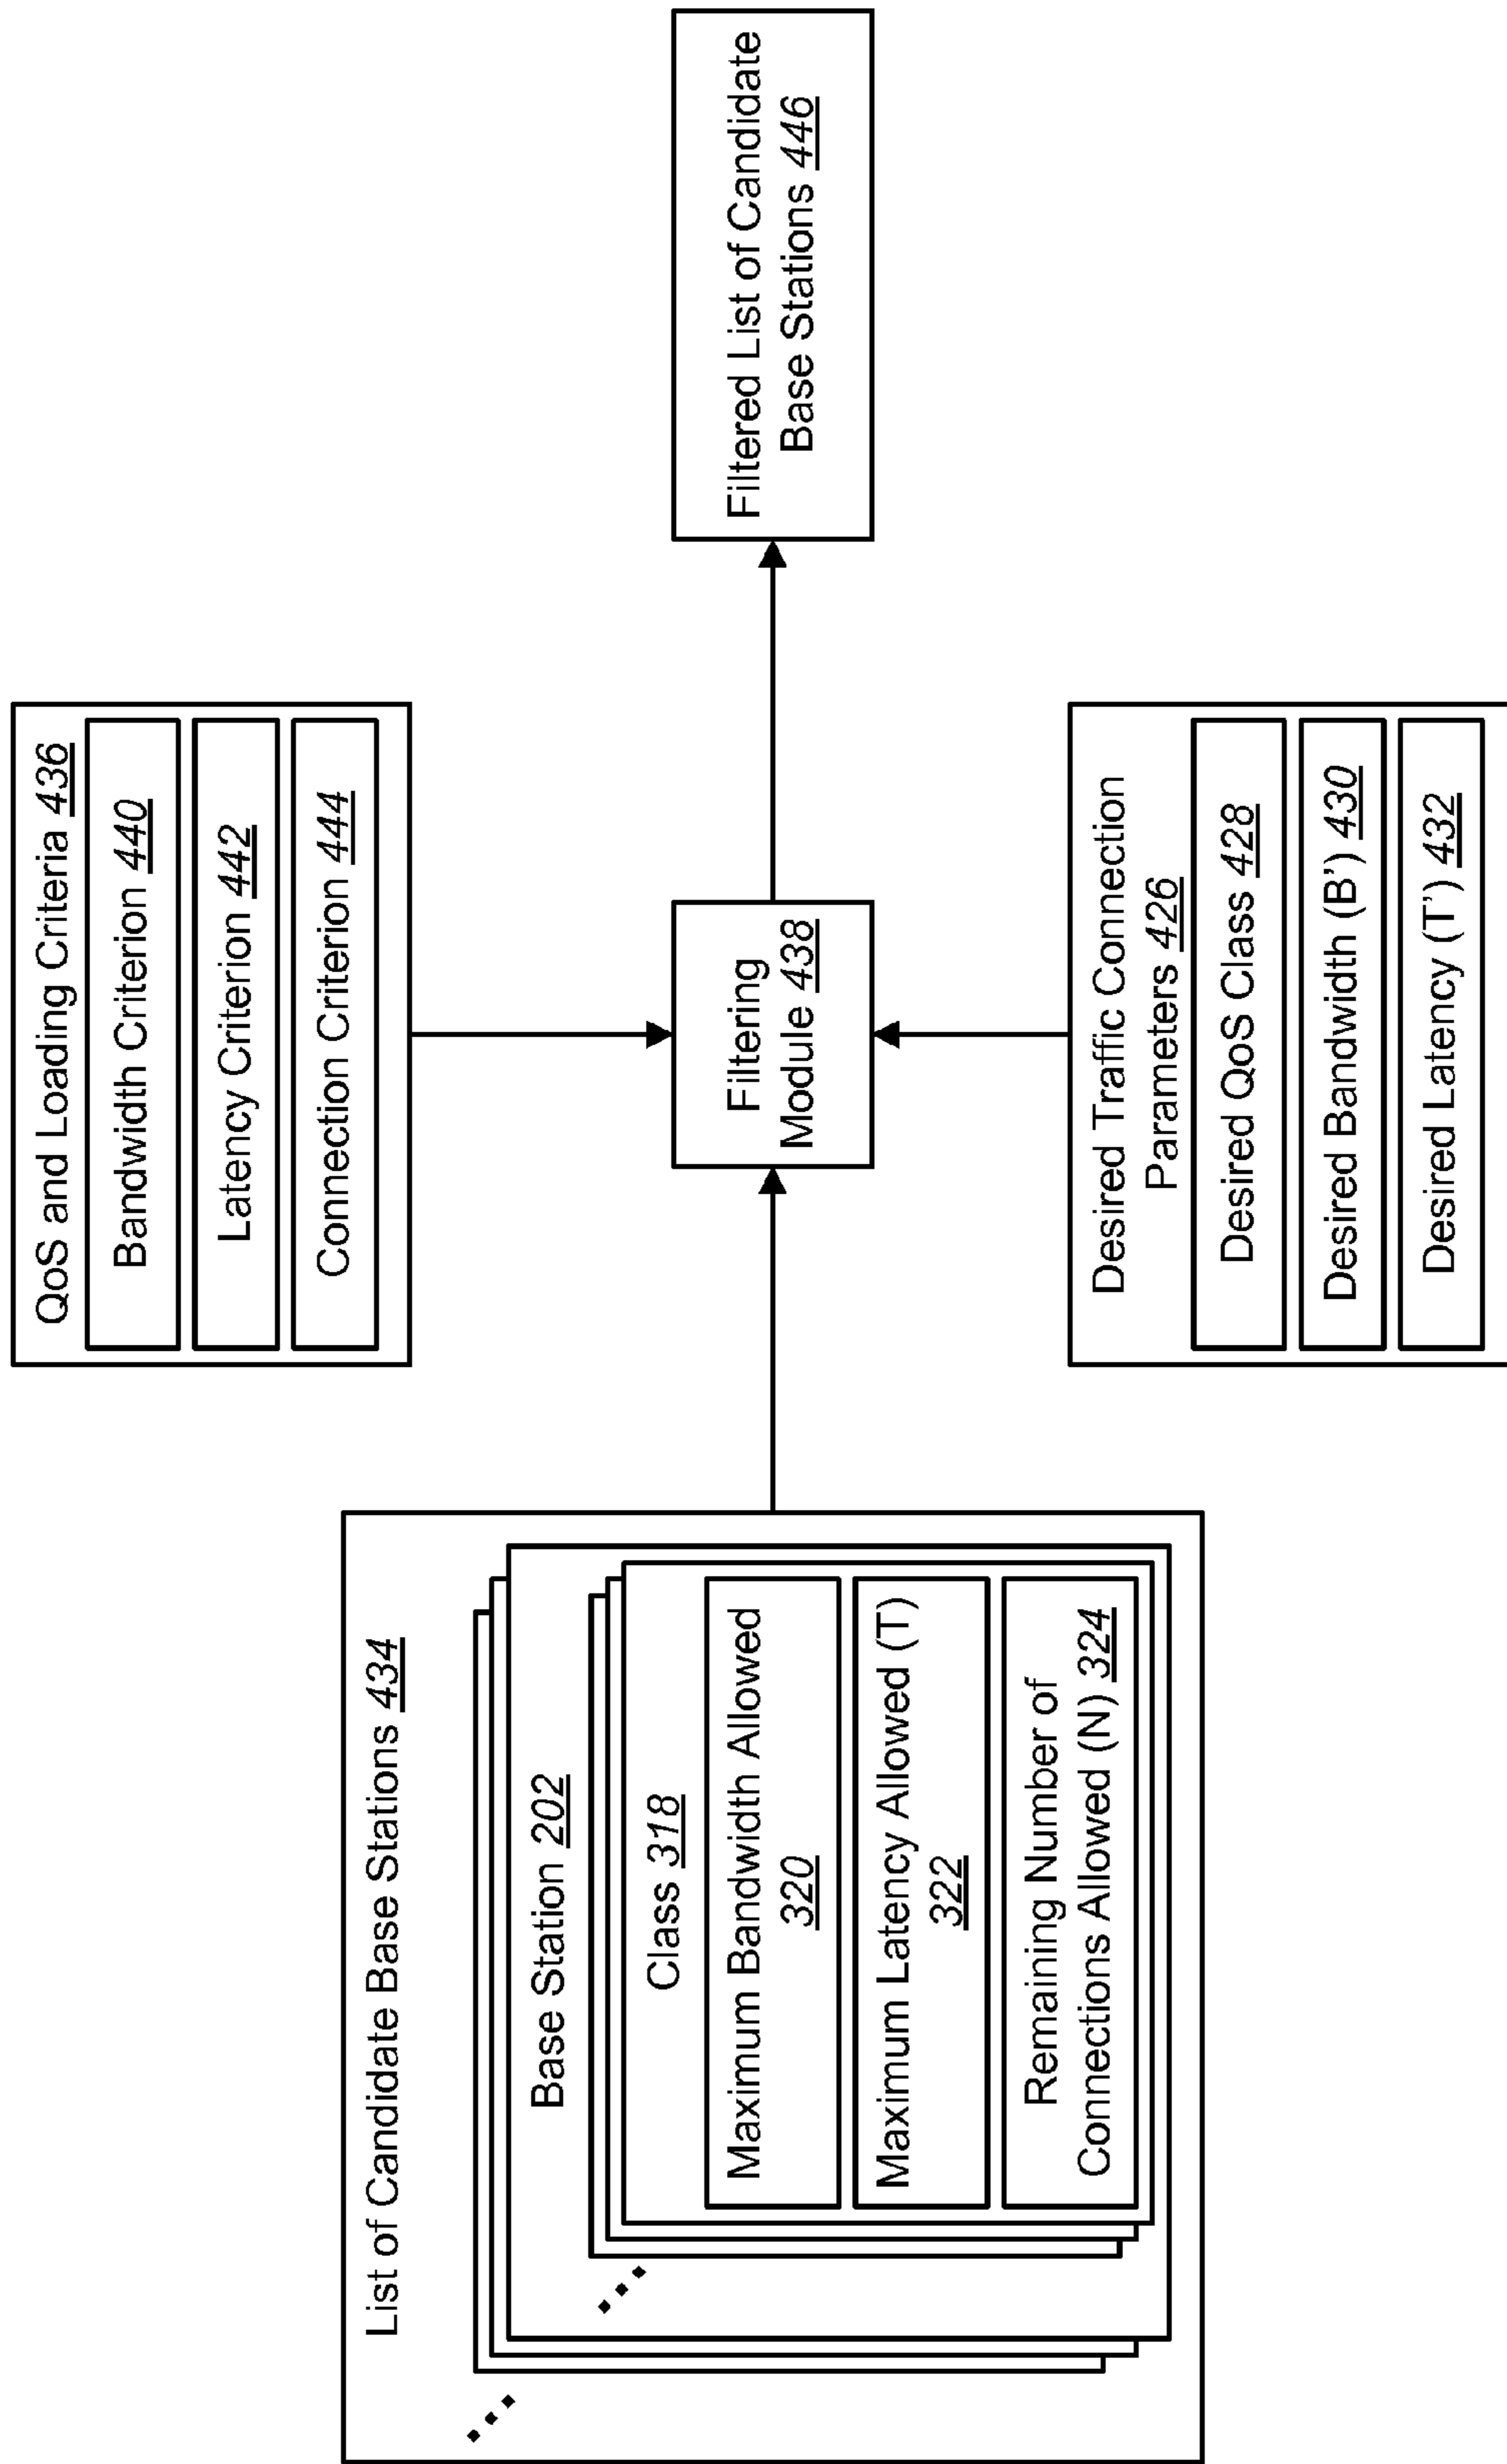 List of Candidate Base Stations 434
Base Station 202
Class 318
Maximum Bandwidth Allowed
320
Maximum Latency Allowed (T)
322
Remaining Number of
Connections Allowed (N) 324
QoS and Loading Criteria 436
Bandwidth Criterion 440
Latency Criterion 442
Connection Criterion 444
Filtering
Module 438
Desired Traffic Connection
Parameters 426
Desired QoS Class 428
Desired Bandwidth (B') 430
Desired Latency (T') 432
Filtered List of Candidate
Base Stations 446